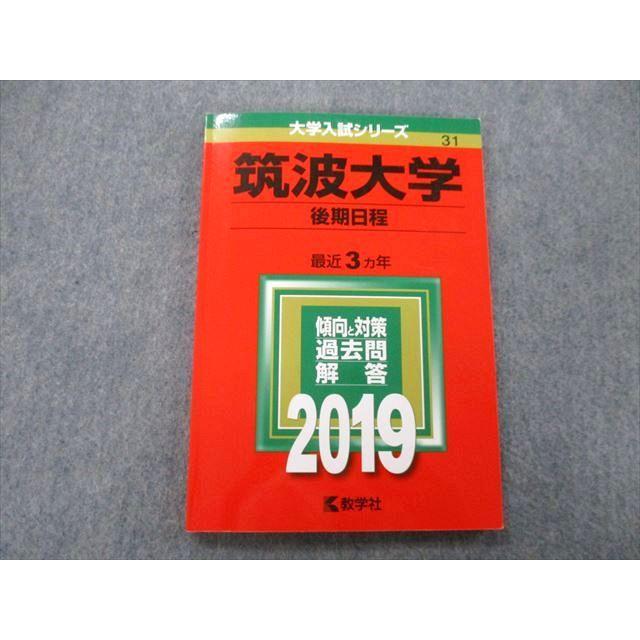 大学入試シリーズ
31
筑波大学
後期日程
最近3カ年
傾向と対策
過去問
解答
2019
教学社